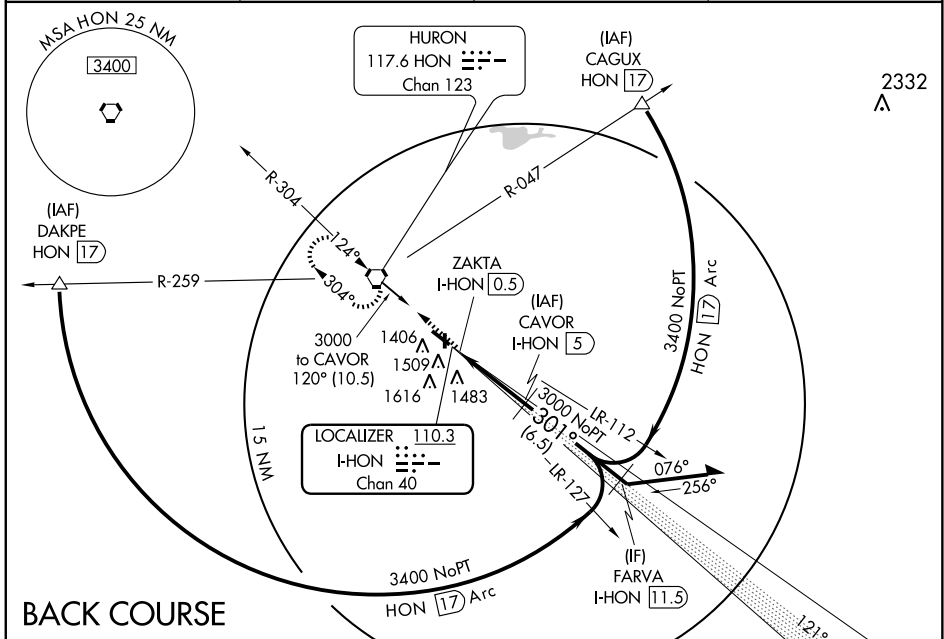 MSA HON 25 NM
3400
HURON
117.6 HON
Chan 123
(IAF)
CAGUX
HON 17
2332
R-304
R-047
(IAF)
DAKPE
HON 17
R-259
124°
304°
ZAKTA
I-HON 0.5
(IAF)
CAVOR
I-HON 5
3400 NoPT
HON 17 Arc
3000
to CAVOR
120° (10.5)
1406
1509
1616
1483
3000 NoPT
301°
(6.5)
LR-112
LR-127
076°
256°
15 NM
LOCALIZER 110.3
I-HON
Chan 40
(IF)
FARVA
I-HON 11.5
3400 NoPT
HON 17 Arc
121°
BACK COURSE